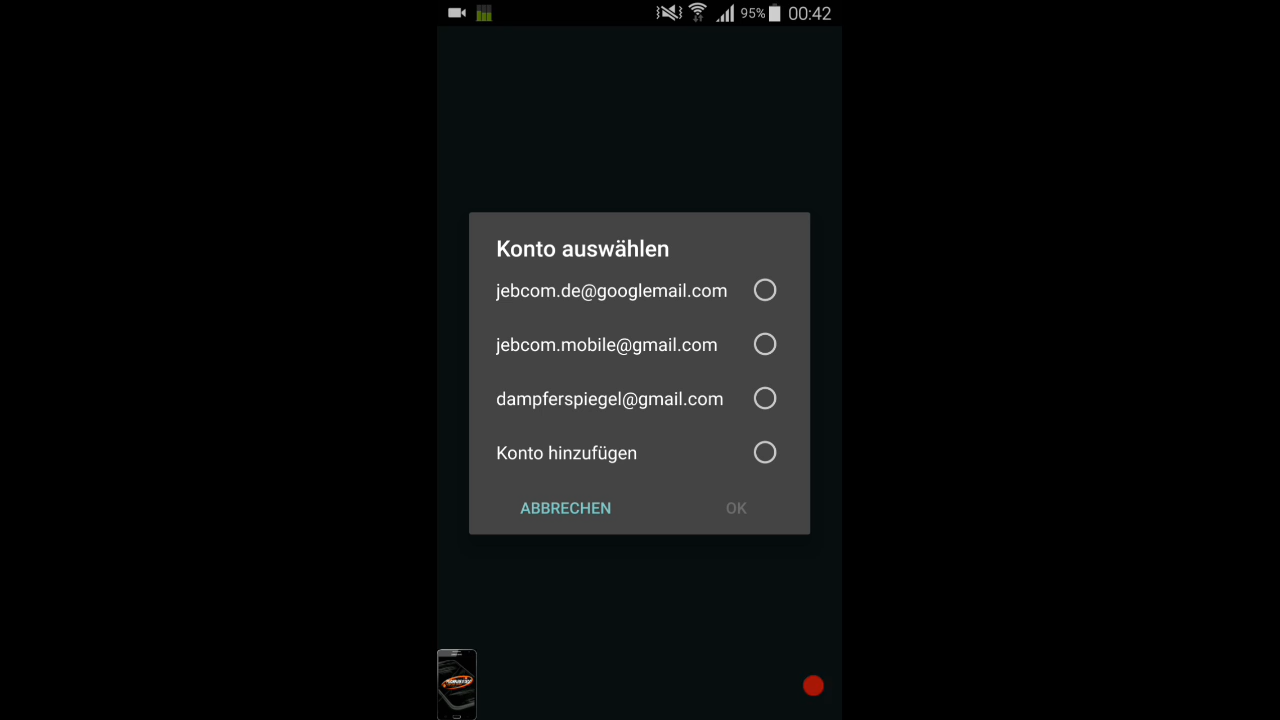 95% 00:42
Konto auswählen
jebcom.de@googlemail.com
jebcom.mobile@gmail.com
dampferspiegel@gmail.com
Konto hinzufügen
ABBRECHEN OK